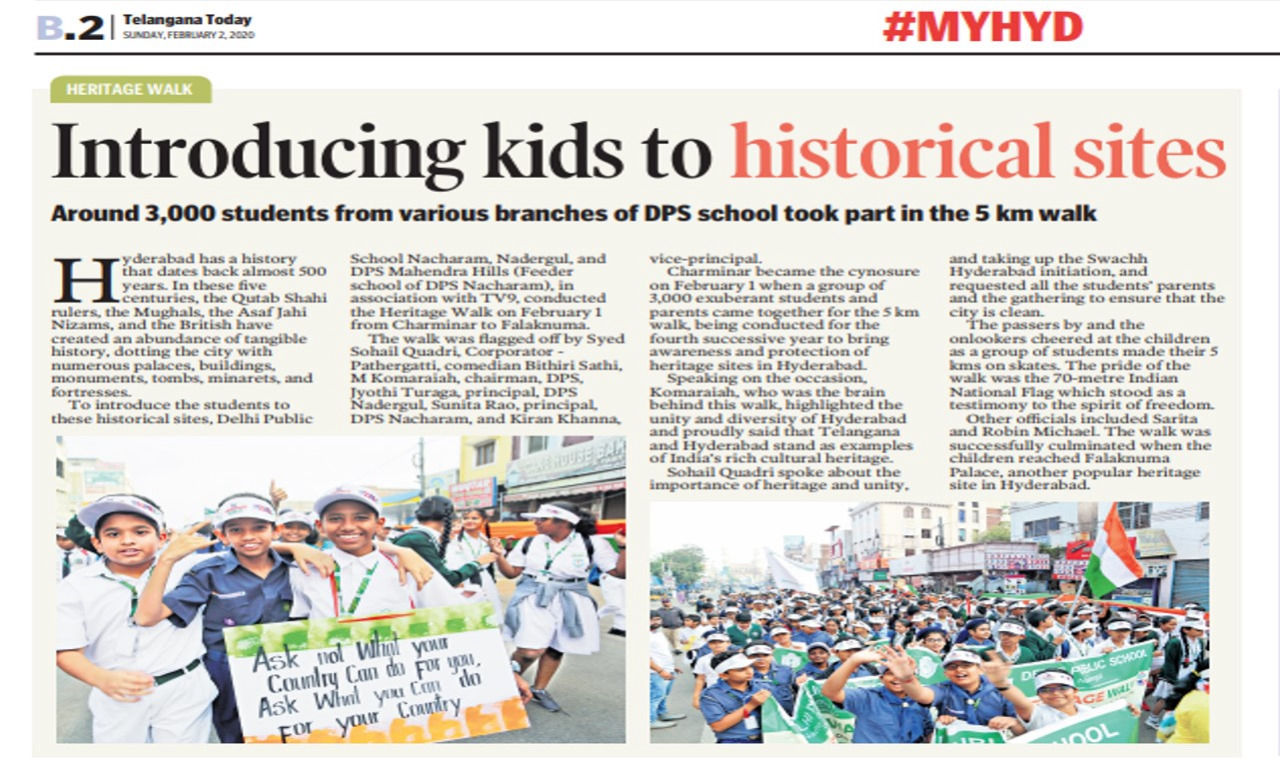 B.2
Telangana Today
SUNDAY, FEBRUARY 2, 2020
#MYHYD
HERITAGE WALK
Introducing kids to historical sites
Around 3,000 students from various branches of DPS school took part in the 5 km walk
Hyderabad has a history
that dates back almost 500
years. In these five
centuries, the Qutab Shahi
rulers, the Mughals, the Asaf Jahi
Nizams, and the British have
created an abundance of tangible
history, dotting the city with
numerous palaces, buildings,
monuments, tombs, minarets, and
fortresses.
To introduce the students to
these historical sites, Delhi Public
School Nacharam, Nadergul, and
DPS Mahendra Hills (Feeder
school of DPS Nacharam), in
association with TV9, conducted
the Heritage Walk on February 1
from Charminar to Falaknuma.
The walk was flagged off by Syed
Sohail Quadri, Corporator -
Pathergatti, comedian Bithiri Sathi,
M Komaraiah, chairman, DPS,
Jyothi Turaga, principal, DPS
Nadergul, Sunita Rao, principal,
DPS Nacharam, and Kiran Khanna,
vice-principal.
Charminar became the cynosure
on February 1 when a group of
3,000 exuberant students and
parents came together for the 5 km
walk, being conducted for the
fourth successive year to bring
awareness and protection of
heritage sites in Hyderabad.
Speaking on the occasion,
Komaraiah, who was the brain
behind this walk, highlighted the
unity and diversity of Hyderabad
and proudly said that Telangana
and Hyderabad stand as examples
of India's rich cultural heritage.
Sohail Quadri spoke about the
importance of heritage and unity,
and taking up the Swachh
Hyderabad initiation, and
requested all the students' parents
and the gathering to ensure that the
city is clean.
The passers by and the
onlookers cheered at the children
as a group of students made their 5
kms on skates. The pride of the
walk was the 70-metre Indian
National Flag which stood as a
testimony to the spirit of freedom.
Other officials included Sarita
and Robin Michael. The walk was
successfully culminated when the
children reached Falaknuma
Palace, another popular heritage
site in Hyderabad.
Ask not What your
Country Can do For you,
Ask What you Can do
For your Country
PUBLIC SCHOOL